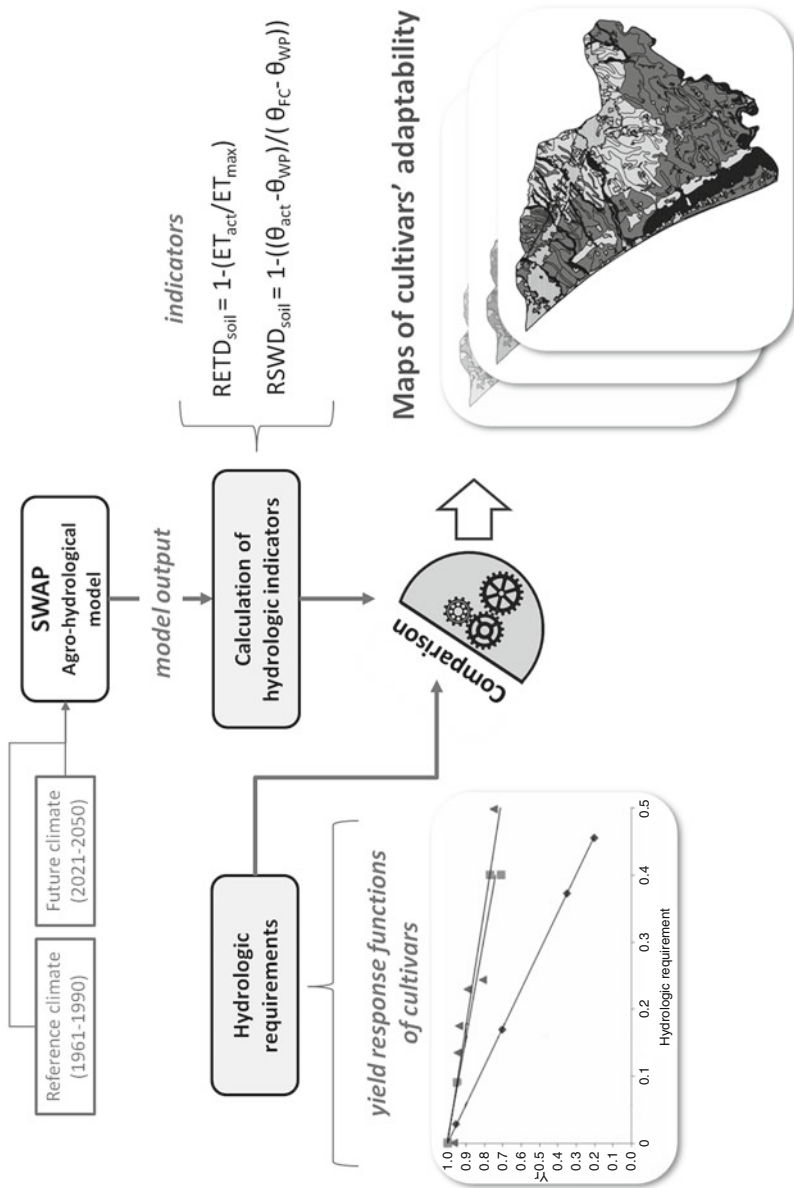 Reference climate
(1961-1990)
Future climate
(2021-2050)
SWAP
Agro-hydrological
model
model output
Hydrologic
requirements
Calculation of
hydrologic indicators
indicators
RETDsoil = 1-(ETact/ETmax)
RSWDsoil = 1-((θact-θWP)/(θFC- θWP))
yield response functions
of cultivars
Comparison
Maps of cultivars’ adaptability
1.0
0.9
0.8
0.7
0.6
0.5
0.4
0.3
0.2
0.1
0.0
Yr
0
0.1
0.2
0.3
0.4
0.5
Hydrologic requirement